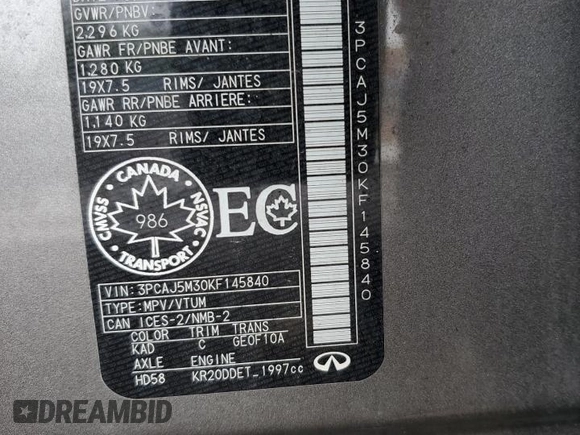 GVWR/PNBV:
2,296 KG
GAWR FR/PNBE AVANT:
1,280 KG
19X7.5 RIMS/ JANTES
GAWR RR/PNBE ARRIERE:
1,140 KG
19X7.5 RIMS/ JANTES
CANADA
CMVSS
986
NSVAC
TRANSPORT
EC
VIN: 3PCAJ5M30KF145840
TYPE: MPV/VTUM
CAN ICES-2/NMB-2
COLOR TRIM TRANS
KAD C GE0F10A
AXLE ENGINE
HD58 KR20DDET_1997cc
3PCAJ5M30KF145840
DREAMBID